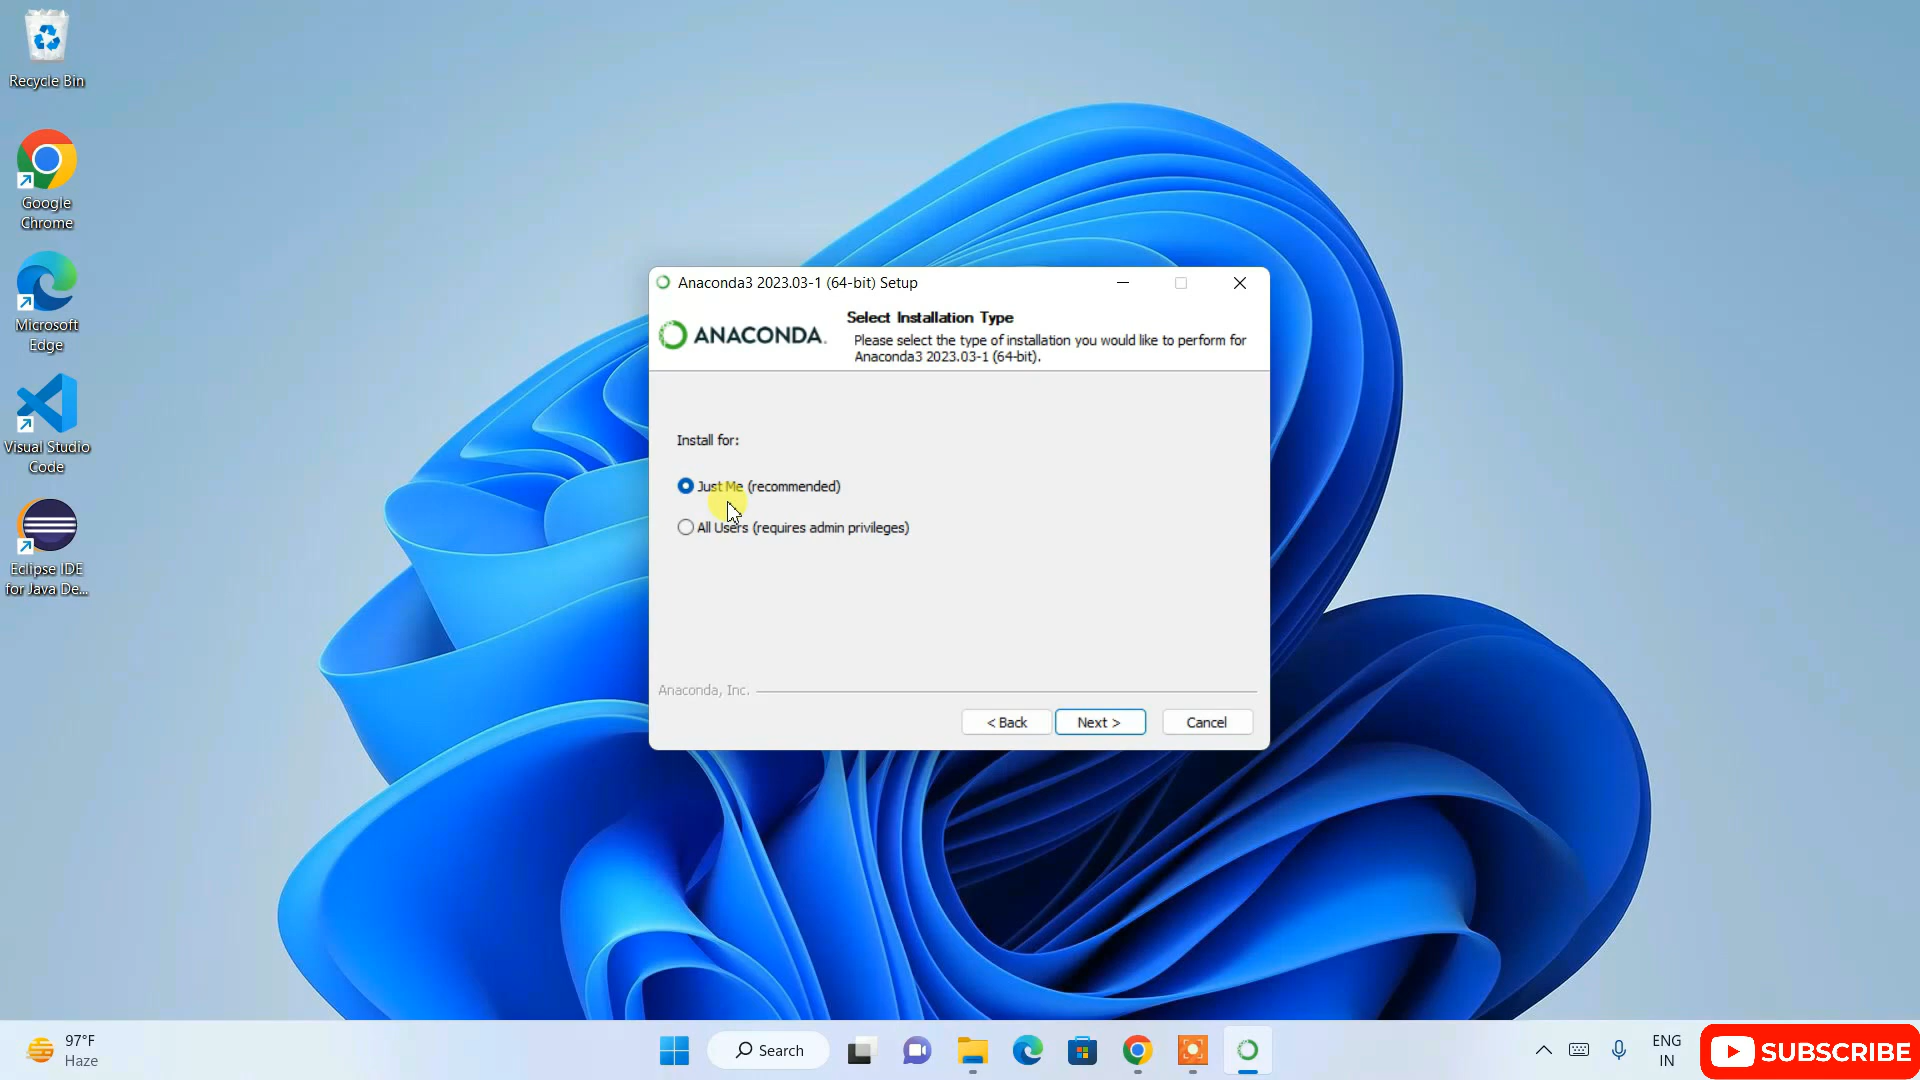 Recycle Bin
Google
Chrome
Microsoft
Edge
Visual Studio
Code
Eclipse IDE
for Java De...
Anaconda3 2023.03-1 (64-bit) Setup
ANACONDA.
Select Installation Type
Please select the type of installation you would like to perform for
Anaconda3 2023.03-1 (64-bit).
Install for:
Just Me (recommended)
All Users (requires admin privileges)
Anaconda, Inc.
< Back
Next >
Cancel
97°F
Haze
Search
ENG
IN
SUBSCRIBE